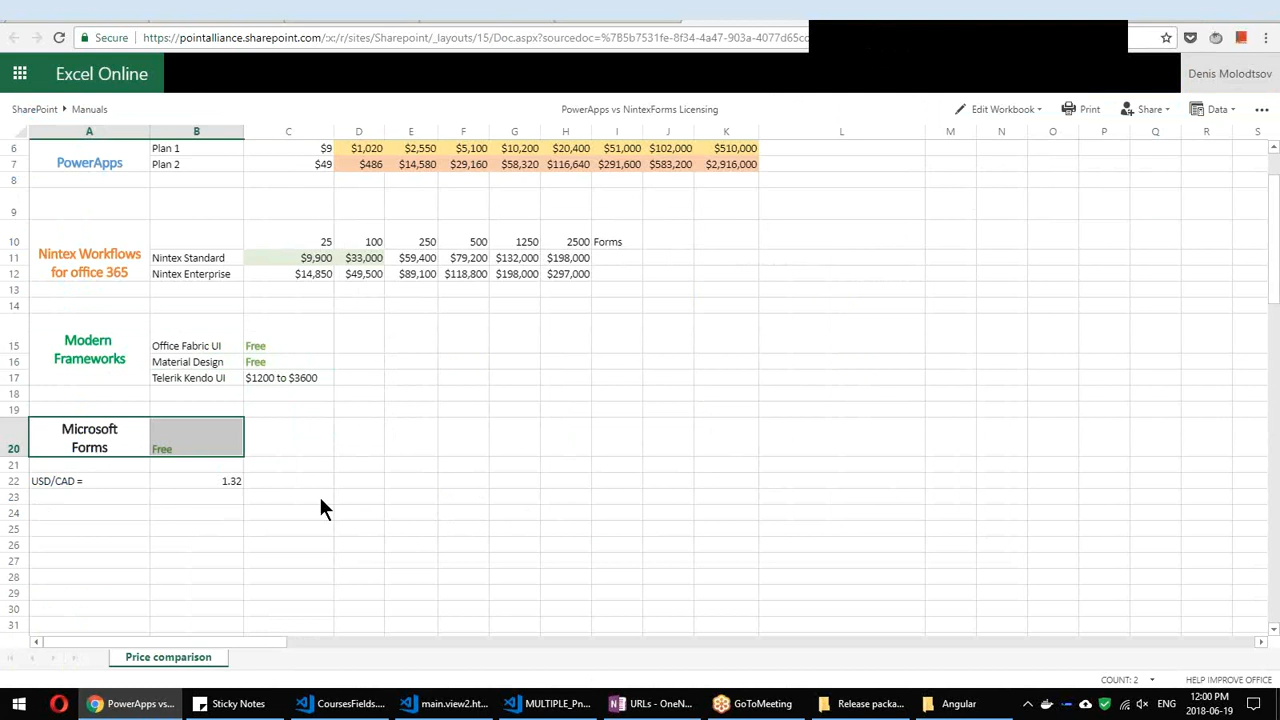 Secure https://pointalliance.sharepoint.com/:x:/r/sites/Sharepoint/_layouts/15/Doc.aspx?sourcedoc=%7B5b7531fe-8f34-4a47-903a-4077d65cc
Excel Online Denis Molodtsov
SharePoint Manuals PowerApps vs NintexForms Licensing Edit Workbook Print Share Data
A B C D E F G H I J K L M N O P Q R S
6 Plan 1 $9 $1,020 $2,550 $5,100 $10,200 $20,400 $51,000 $102,000 $510,000
PowerApps
7 Plan 2 $49 $486 $14,580 $29,160 $58,320 $116,640 $291,600 $583,200 $2,916,000
8
9
10 25 100 250 500 1250 2500 Forms
Nintex Workflows
for office 365
11 Nintex Standard $9,900 $33,000 $59,400 $79,200 $132,000 $198,000
12 Nintex Enterprise $14,850 $49,500 $89,100 $118,800 $198,000 $297,000
13
14
Modern
Frameworks
15 Office Fabric UI Free
16 Material Design Free
17 Telerik Kendo UI $1200 to $3600
18
19
Microsoft
Forms
20 Free
21
22 USD/CAD = 1.32
23
24
25
26
27
28
29
30
31
Price comparison
COUNT: 2 HELP IMPROVE OFFICE
PowerApps vs... Sticky Notes CoursesFields.... main.view2.ht... MULTIPLE_Pn... URLs — OneN... GoToMeeting Release packa... Angular 12:00 PM
2018-06-19